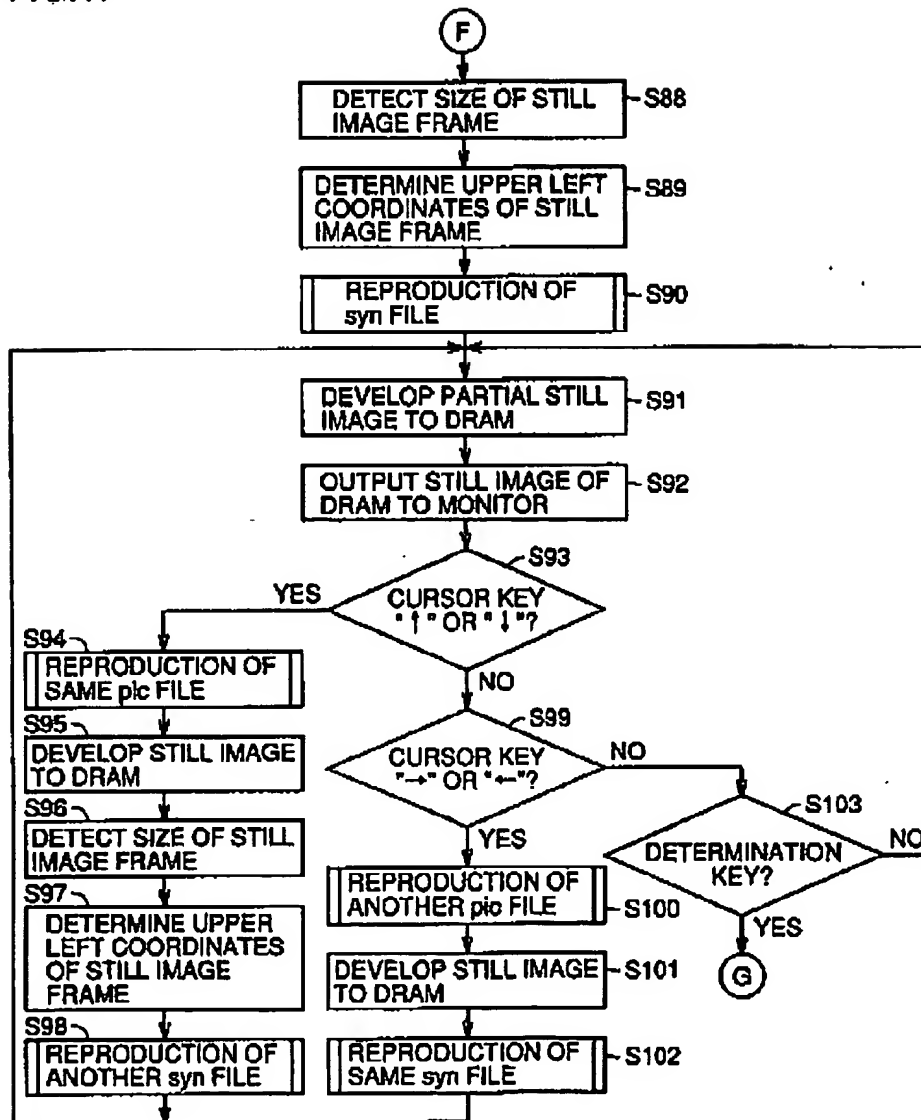 F
DETECT SIZE OF STILL
IMAGE FRAME
S88
DETERMINE UPPER LEFT
COORDINATES OF STILL
IMAGE FRAME
S89
REPRODUCTION OF
syn FILE
S90
DEVELOP PARTIAL STILL
IMAGE TO DRAM
S91
OUTPUT STILL IMAGE OF
DRAM TO MONITOR
S92
S93
CURSOR KEY
"↑" OR "↓"?
YES
NO
S94
REPRODUCTION OF
SAME pic FILE
S95
DEVELOP STILL IMAGE
TO DRAM
S96
DETECT SIZE OF STILL
IMAGE FRAME
S97
DETERMINE UPPER
LEFT COORDINATES
OF STILL IMAGE
FRAME
S98
REPRODUCTION OF
ANOTHER syn FILE
S99
CURSOR KEY
"→" OR "←"?
NO
YES
REPRODUCTION OF
ANOTHER pic FILE
S100
DEVELOP STILL IMAGE
TO DRAM
S101
REPRODUCTION OF
SAME syn FILE
S102
S103
DETERMINATION
KEY?
NO
YES
G